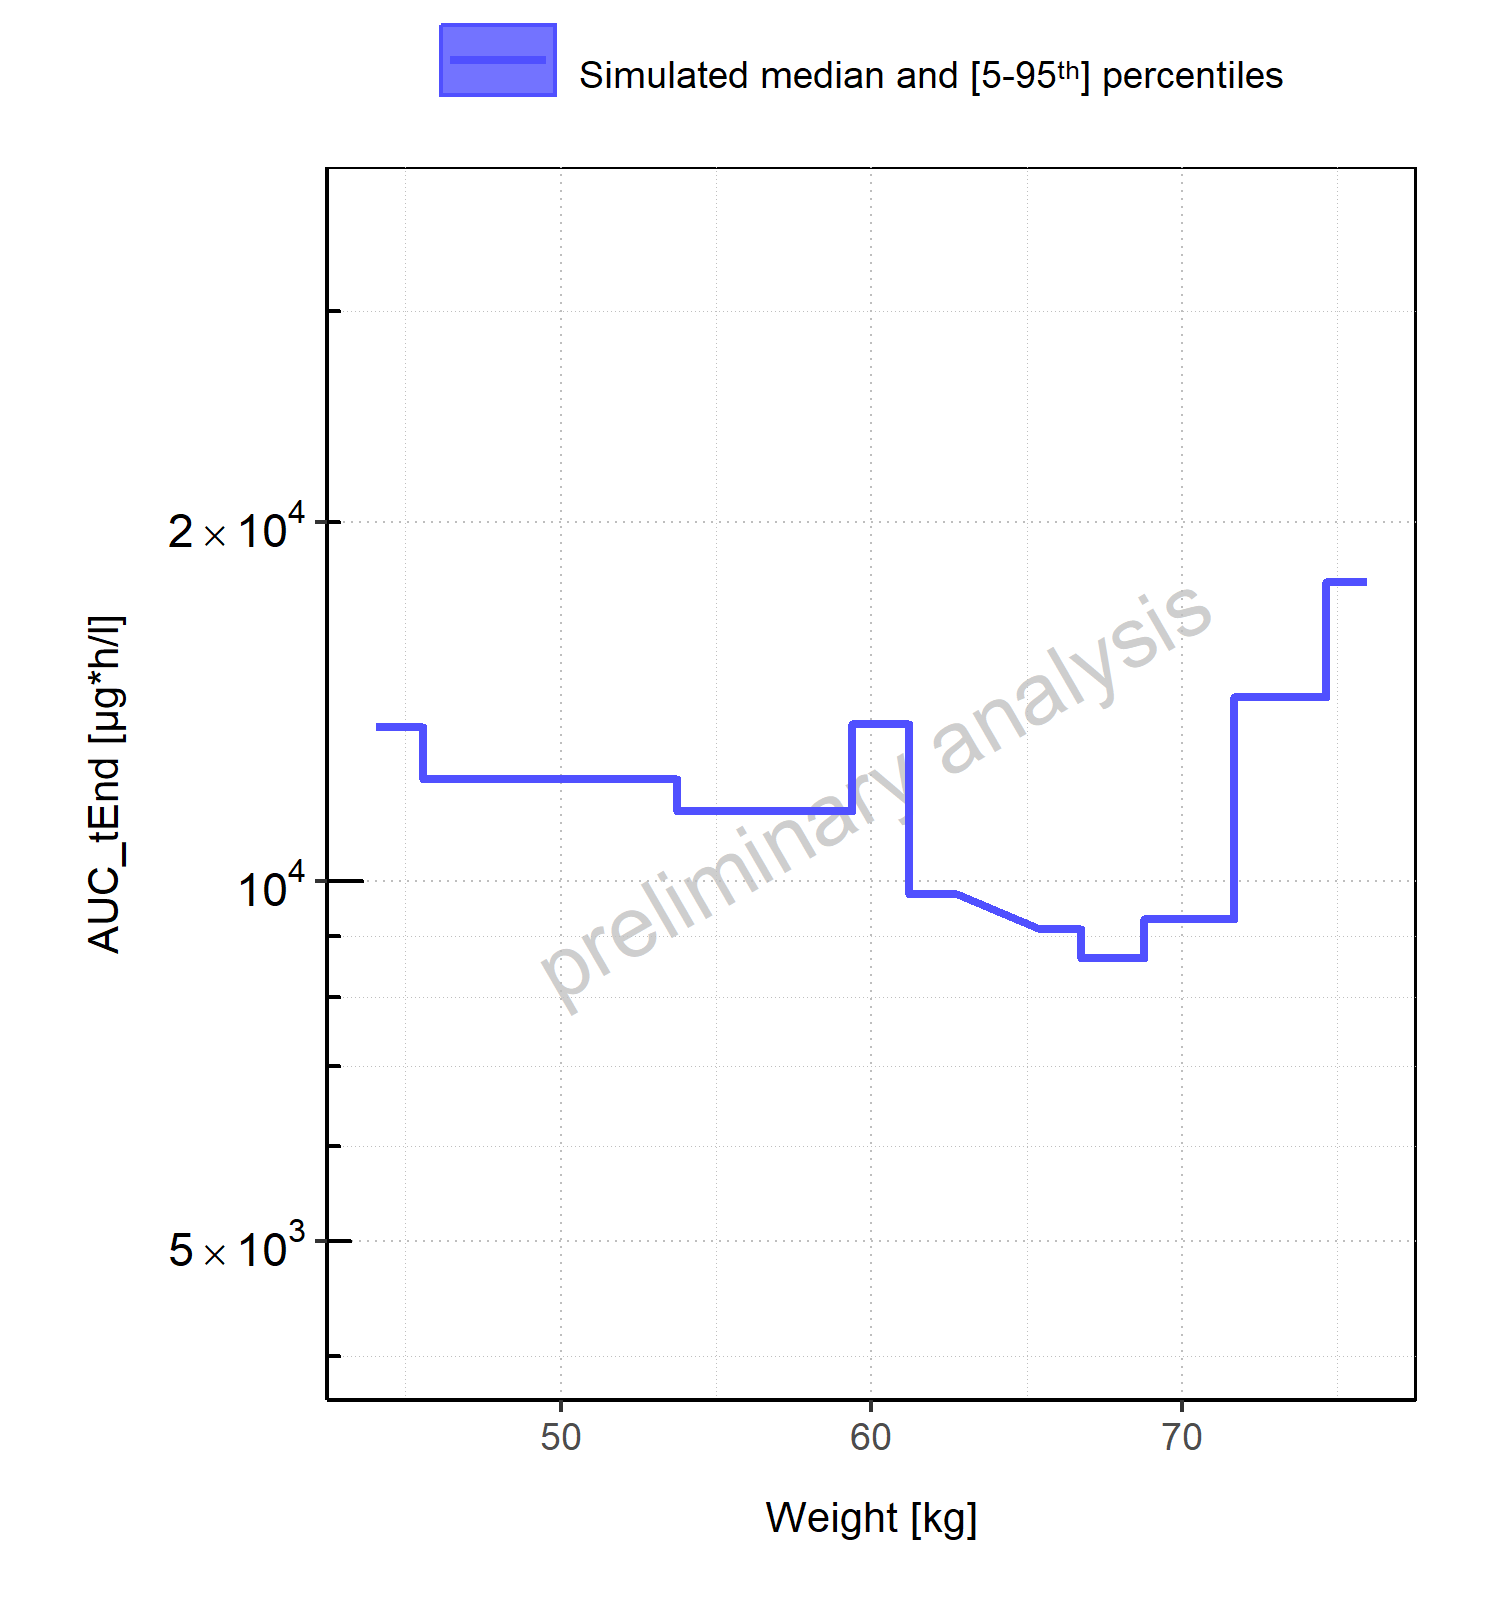 Simulated median and [5-95ᵗʰ] percentiles
2×10⁴
10⁴
5×10³
AUC_tEnd [µg*h/l]
preliminary analysis
50 60 70
Weight [kg]